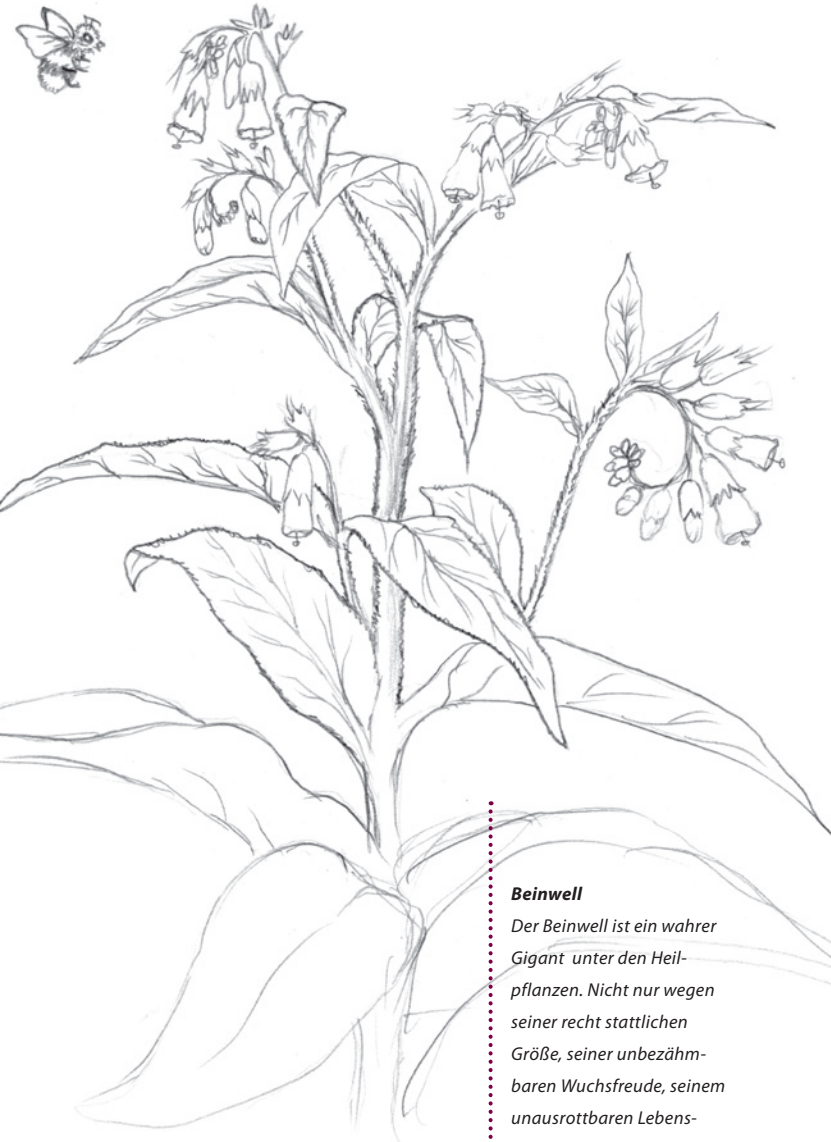 Beinwell
Der Beinwell ist ein wahrer
Gigant  unter den Heil-
pflanzen. Nicht nur wegen
seiner recht stattlichen
Größe, seiner unbezähm-
baren Wuchsfreude, seinem
unausrottbaren Lebens-